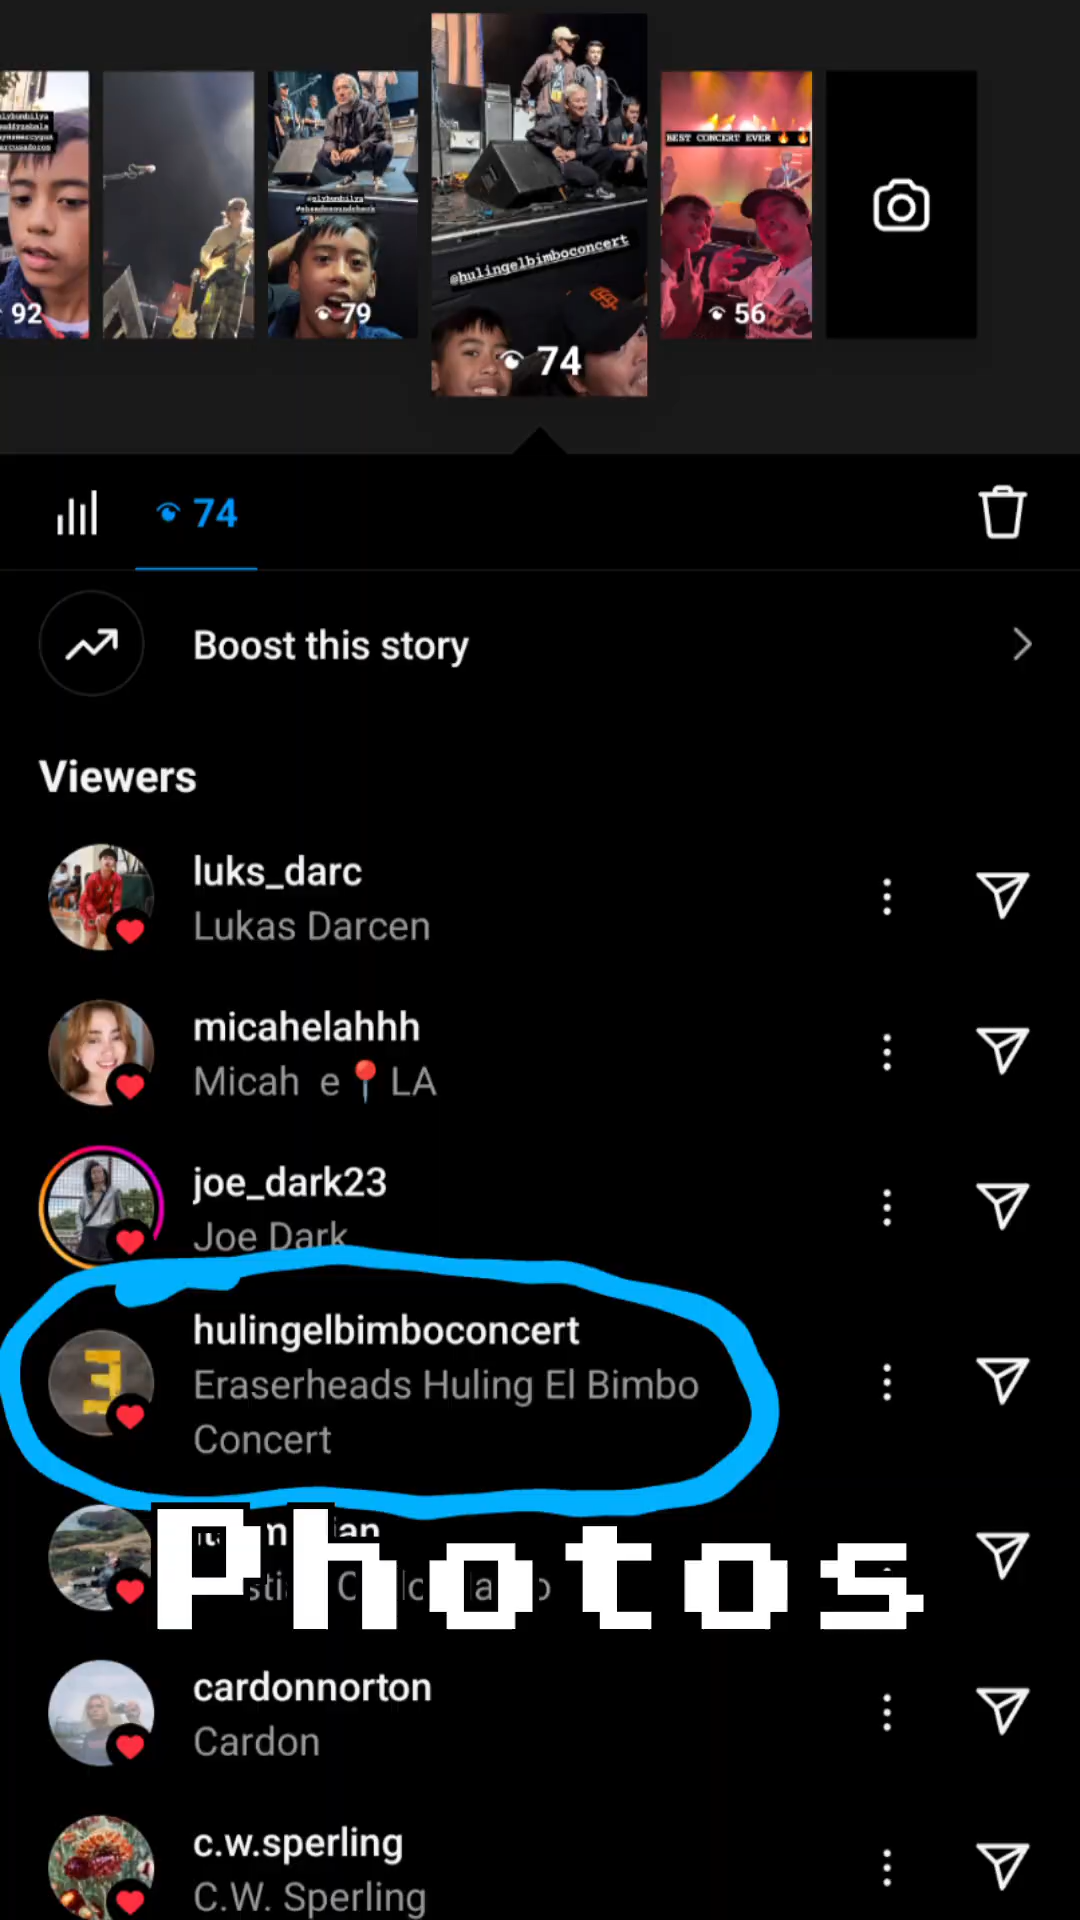 92
@olybushilya
79
@hulingelbimboconcert
74
BEST CONCERT EVER 🔥 🔥
56
74
Boost this story
Viewers
luks_darc
Lukas Darcen
micahelahhh
Micah e📍LA
joe_dark23
Joe Dark
hulingelbimboconcert
Eraserheads Huling El Bimbo
Concert
Photos
cardonnorton
Cardon
c.w.sperling
C.W. Sperling